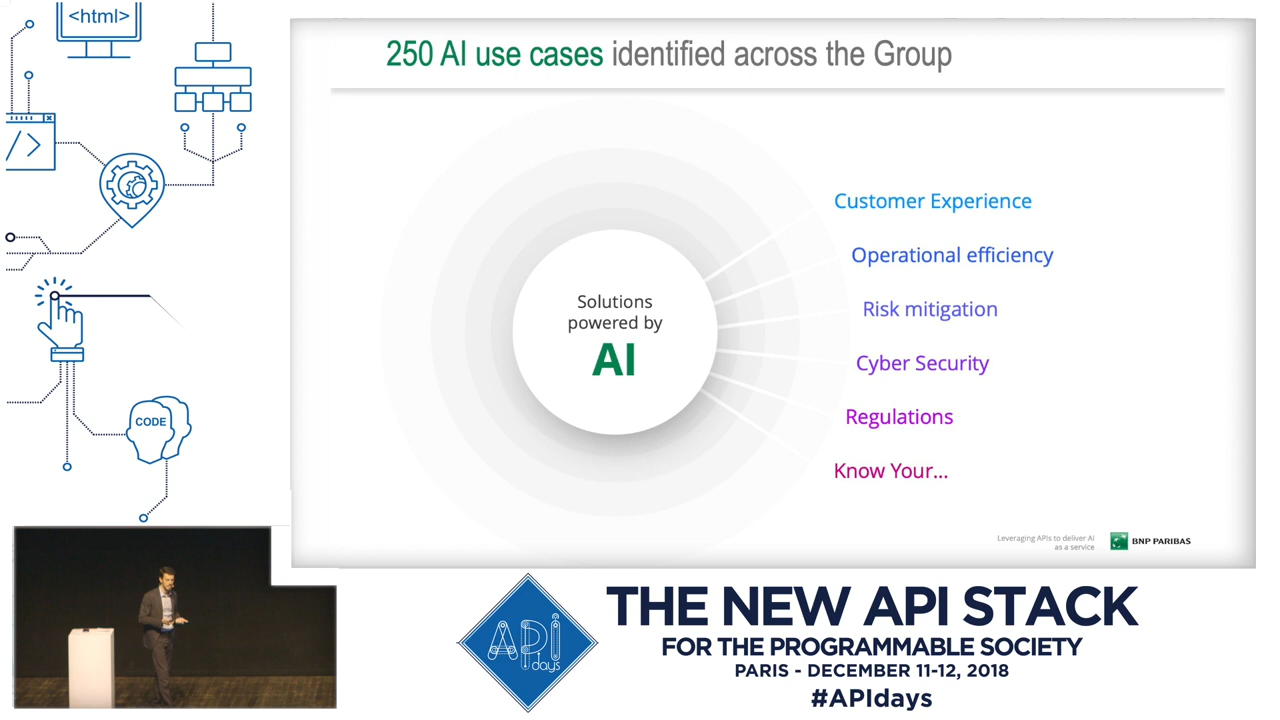 <html>
250 AI use cases identified across the Group
</>
Solutions
powered by
AI
Customer Experience
Operational efficiency
Risk mitigation
Cyber Security
Regulations
Know Your...
CODE
Leveraging APIs to deliver AI
as a service
BNP PARIBAS
API
days
THE NEW API STACK
FOR THE PROGRAMMABLE SOCIETY
PARIS - DECEMBER 11-12, 2018
#APIdays